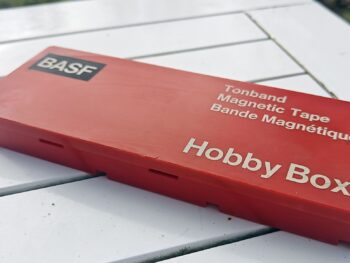 BASF
Tonband
Magnetic Tape
Bande Magnétique
Hobby Box